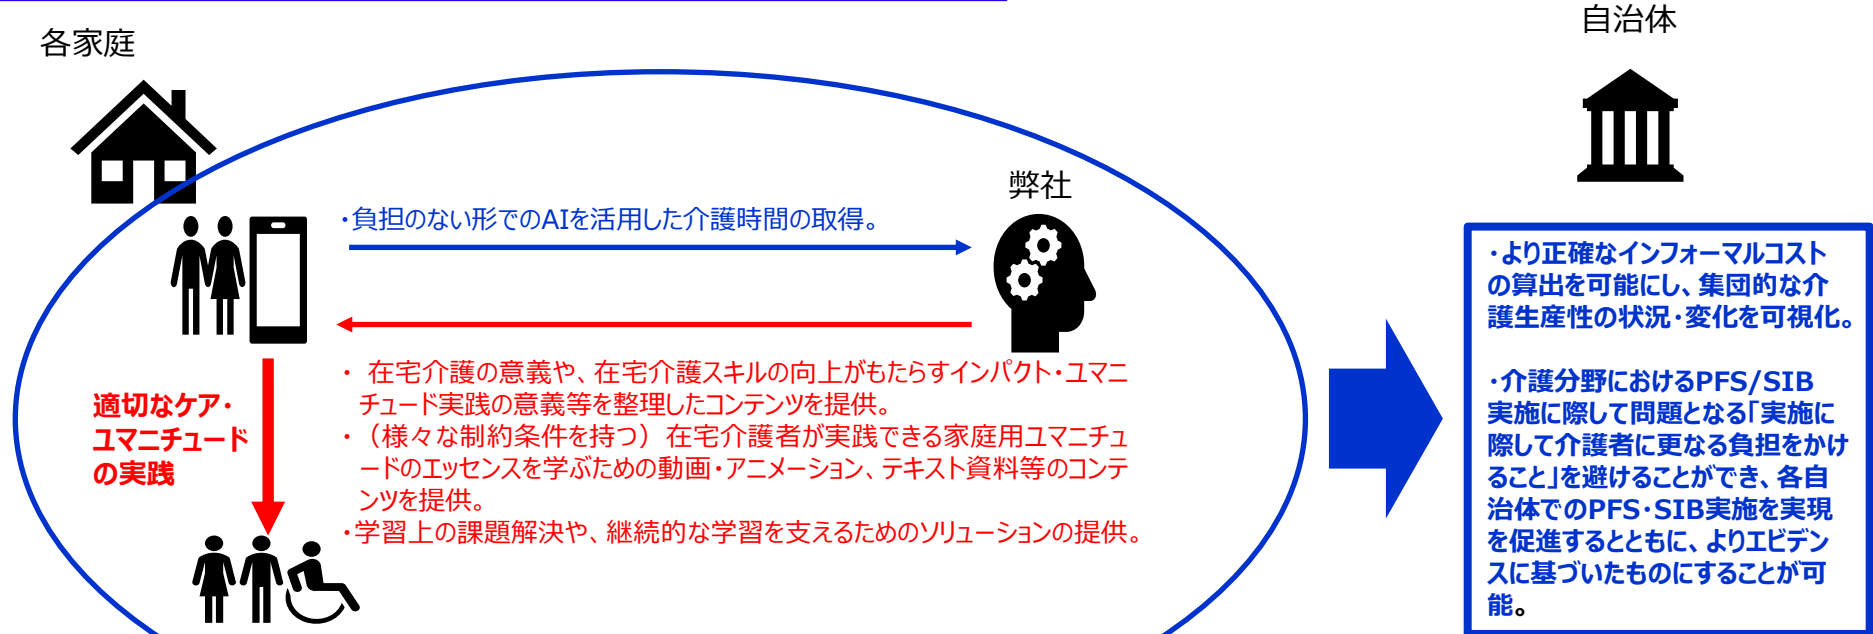 各家庭
自治体
弊社
・負担のない形でのAIを活用した介護時間の取得。
・ 在宅介護の意義や、在宅介護スキルの向上がもたらすインパクト・ユマニ
チュード実践の意義等を整理したコンテンツを提供。
・（様々な制約条件を持つ）在宅介護者が実践できる家庭用ユマニチュ
ードのエッセンスを学ぶための動画・アニメーション、テキスト資料等のコンテ
ンツを提供。
・学習上の課題解決や、継続的な学習を支えるためのソリューションの提供。
適切なケア・
ユマニチュード
の実践
・より正確なインフォーマルコスト
の算出を可能にし、集団的な介
護生産性の状況・変化を可視化。
・介護分野におけるPFS/SIB
実施に際して問題となる「実施に
際して介護者に更なる負担をかけ
ること」を避けることができ、各自
治体でのPFS・SIB実施を実現
を促進するとともに、よりエビデン
スに基づいたものにすることが可
能。